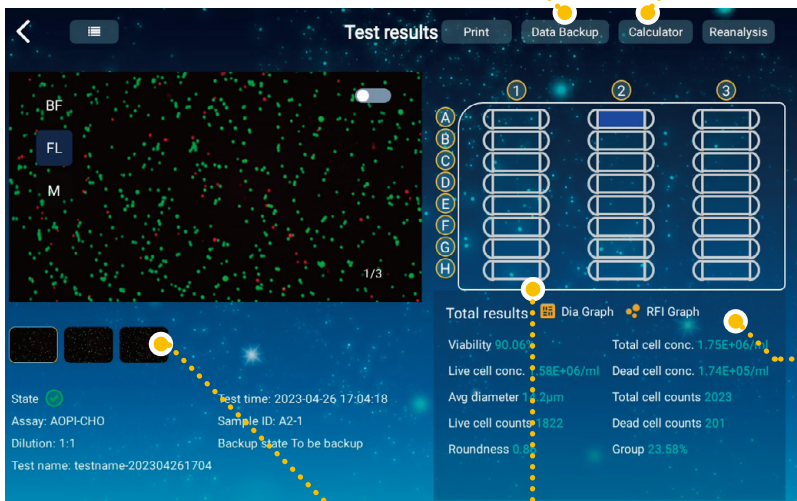 Test results
Print
Data Backup
Calculator
Reanalysis
BF
FL
M
1/3
1 2 3
A
B
C
D
E
F
G
H
Total results Dia Graph RFI Graph
Viability 90.06% Total cell conc. 1.75E+06/ml
Live cell conc. 1.58E+06/ml Dead cell conc. 1.74E+05/ml
Avg diameter Total cell counts 2023
Live cell counts 1822 Dead cell counts 201
Roundness Group 23.58%
State Test time: 2023-04-26 17:04:18
Assay: AOPI-CHO Sample ID: A2-1
Dilution: 1:1 Backup state To be backup
Test name: testname-202304261704